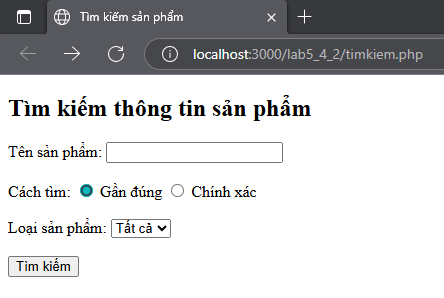 Tìm kiếm sản phẩm
localhost:3000/lab5_4_2/timkiem.php
Tìm kiếm thông tin sản phẩm
Tên sản phẩm:
Cách tìm: Gần đúng Chính xác
Loại sản phẩm: Tất cả
Tìm kiếm